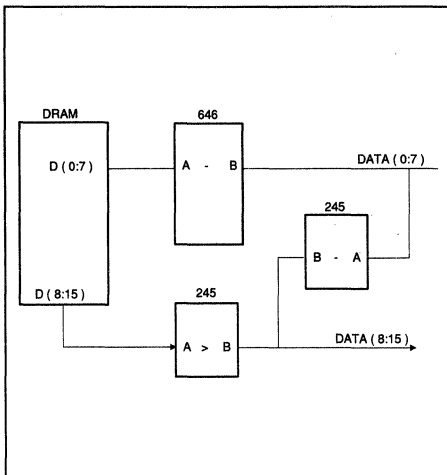 DRAM
646
D ( 0:7 )
A - B
DATA ( 0:7 )
245
B - A
D ( 8:15 )
245
A > B
DATA ( 8:15 )